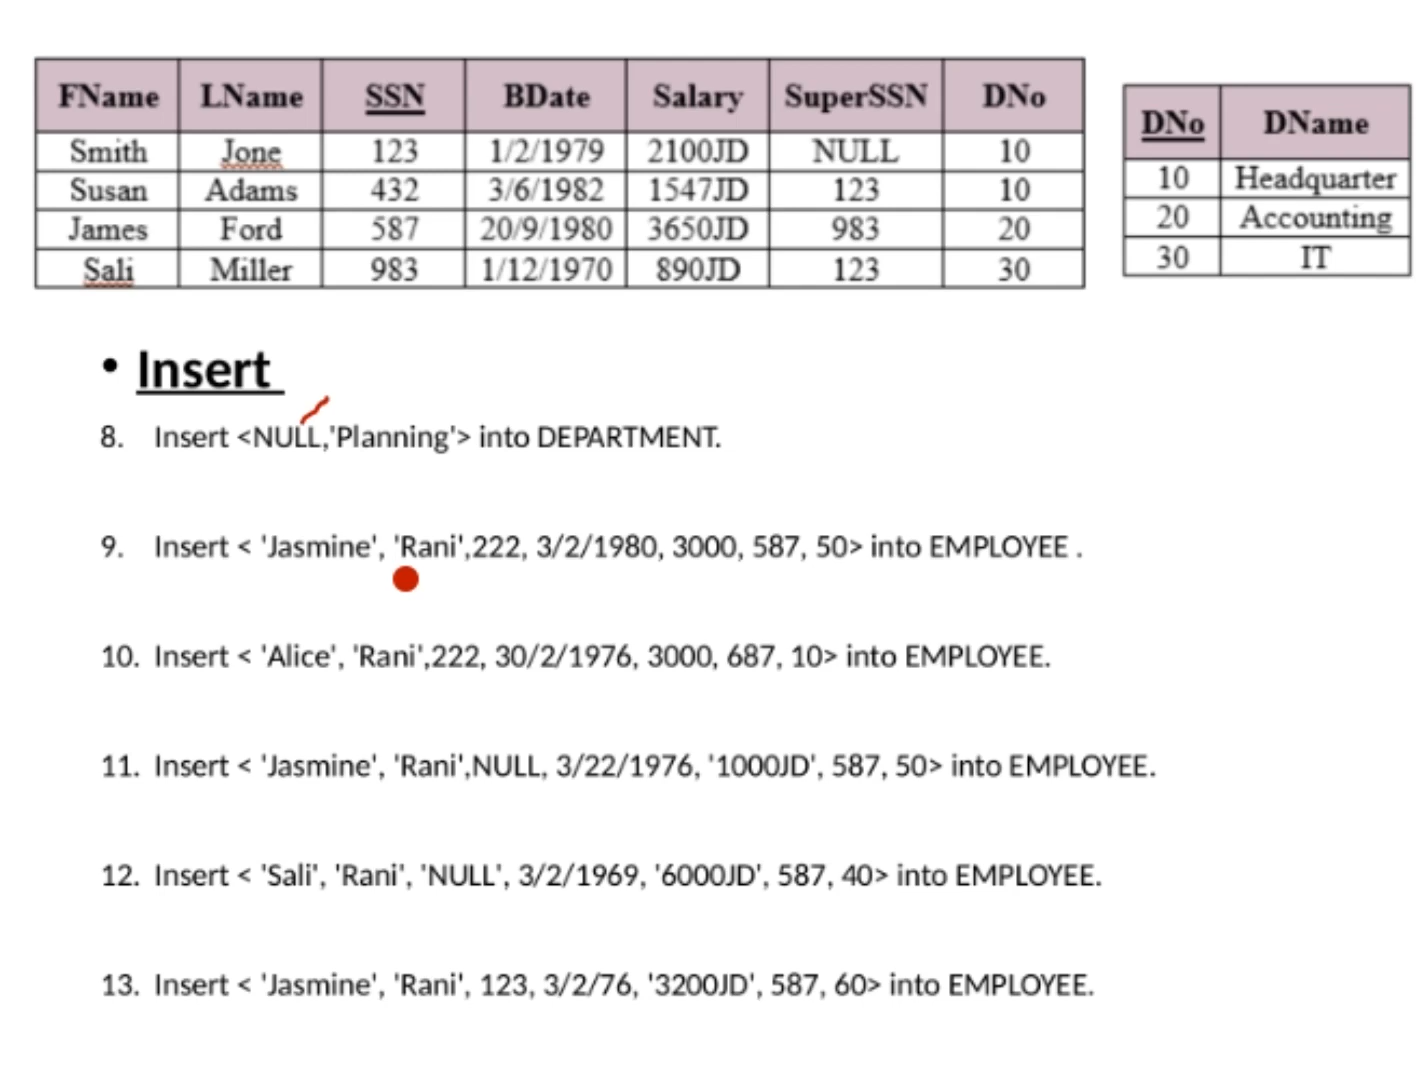 FName LName SSN BDate Salary SuperSSN DNo
Smith Jone 123 1/2/1979 2100JD NULL 10
Susan Adams 432 3/6/1982 1547JD 123 10
James Ford 587 20/9/1980 3650JD 983 20
Sali Miller 983 1/12/1970 890JD 123 30
DNo DName
10 Headquarter
20 Accounting
30 IT
• Insert
8. Insert <NULL,'Planning'> into DEPARTMENT.
9. Insert < 'Jasmine', 'Rani',222, 3/2/1980, 3000, 587, 50> into EMPLOYEE .
10. Insert < 'Alice', 'Rani',222, 30/2/1976, 3000, 687, 10> into EMPLOYEE.
11. Insert < 'Jasmine', 'Rani',NULL, 3/22/1976, '1000JD', 587, 50> into EMPLOYEE.
12. Insert < 'Sali', 'Rani', 'NULL', 3/2/1969, '6000JD', 587, 40> into EMPLOYEE.
13. Insert < 'Jasmine', 'Rani', 123, 3/2/76, '3200JD', 587, 60> into EMPLOYEE.